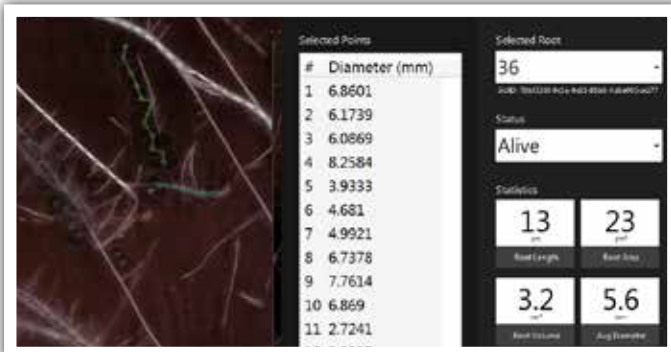 Selected Points
# Diameter (mm)
1 6.8601
2 6.1739
3 6.0869
4 8.2584
5 3.9333
6 4.681
7 4.9921
8 6.7378
9 7.7614
10 6.869
11 2.7241
Selected Root
36
Status
Alive
Statistics
13
Root Length
23
Root Area
3.2
Root Volume
5.6
Avg Diameter